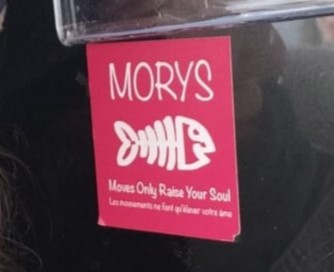 MORYS
Moves Only Raise Your Soul
Les mouvements ne font qu'élever votre âme